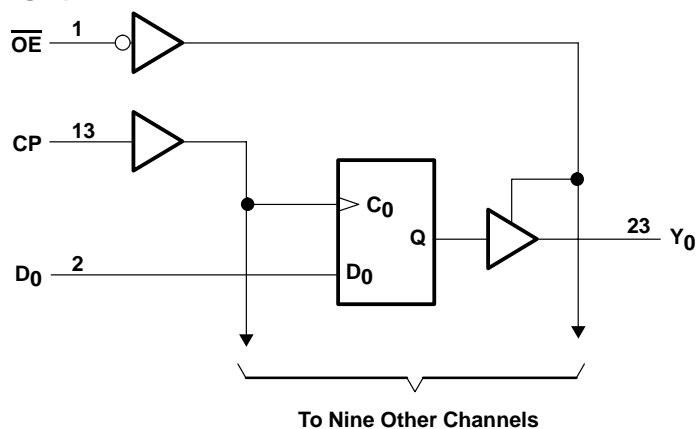 OE 1
CP 13
C0
Q
23 Y0
D0 2
D0
To Nine Other Channels